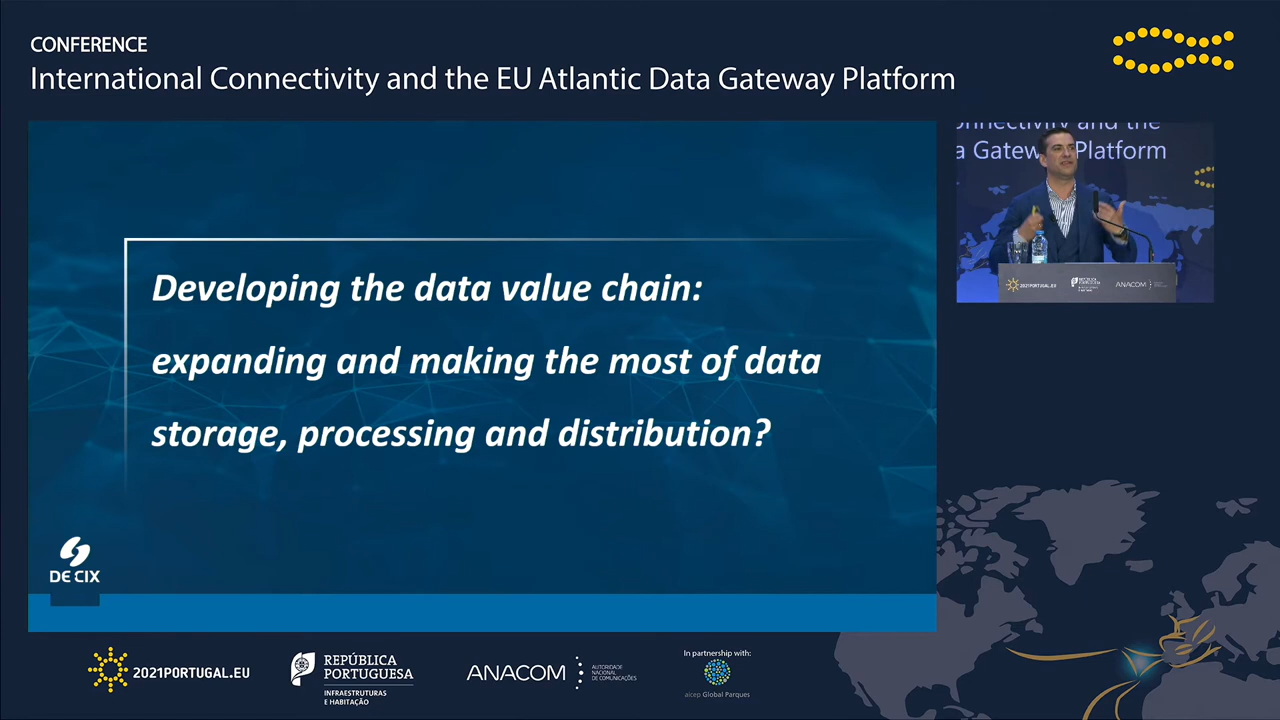 CONFERENCE
International Connectivity and the EU Atlantic Data Gateway Platform
onnectivity and the
a Gatew Platform
Developing the data value chain:
expanding and making the most of data
storage, processing and distribution?
DE CIX
2021PORTUGAL.EU
ANACOM
2021PORTUGAL.EU
REPÚBLICA
PORTUGUESA
INFRAESTRUTURAS
E HABITAÇÃO
ANACOM
AUTORIDADE
NACIONAL
DE COMUNICAÇÕES
In partnership with:
aicep Global Parques